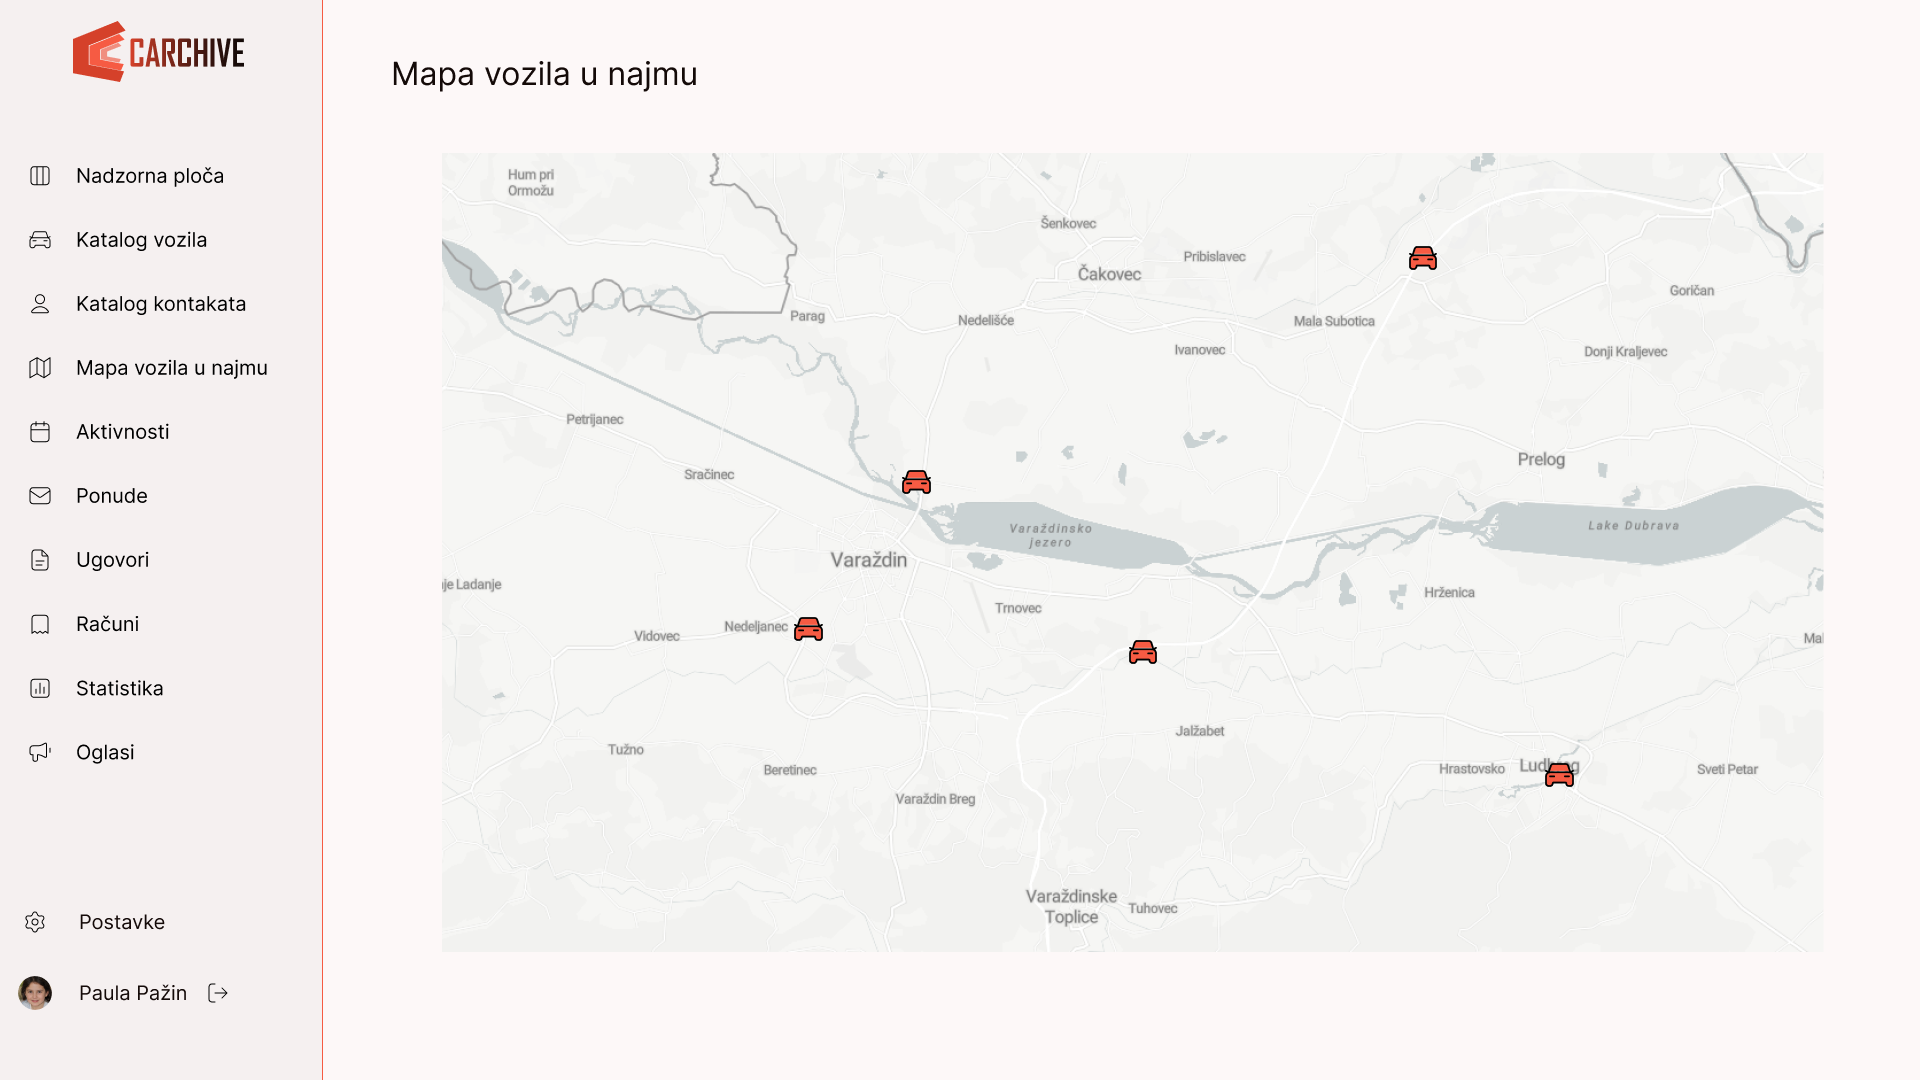 CARCHIVE
Nadzorna ploča
Katalog vozila
Katalog kontakata
Mapa vozila u najmu
Aktivnosti
Ponude
Ugovori
Računi
Statistika
Oglasi
Postavke
Paula Pažin
Mapa vozila u najmu
Hum pri
Ormožu
Šenkovec
Pribislavec
Čakovec
Goričan
Parag
Nedelišće
Mala Subotica
Ivanovec
Donji Kraljevec
Petrijanec
Prelog
Sračinec
Varaždinsko
jezero
Lake Dubrava
Varaždin
je Ladanje
Hrženica
Trnovec
Nedeljanec
Vidovec
Mal
Jalžabet
Tužno
Beretinec
Hrastovsko
Sveti Petar
Varaždin Breg
Varaždinske
Toplice
Tuhovec